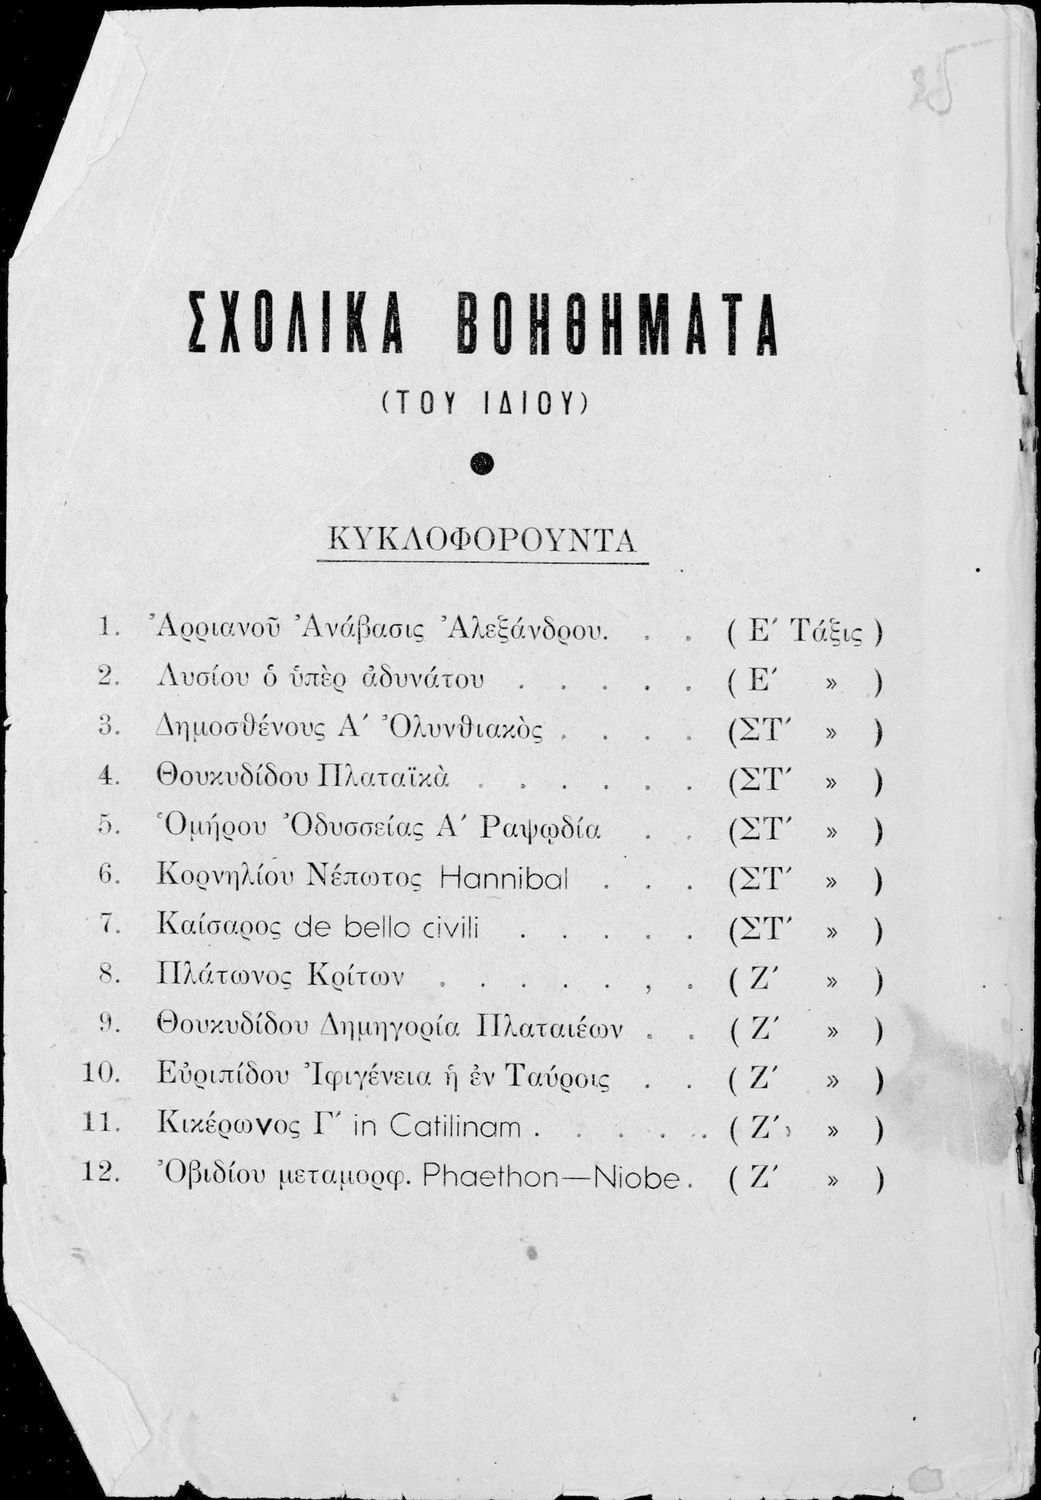 ΣΧΟΛΙΚΑ ΒΟΗΘΗΜΑΤΑ
(ΤΟΥ ΙΔΙΟΥ)
ΚΥΚΛΟΦΟΡΟΥΝΤΑ
1. Ἀρριανοῦ Ἀνάβασις Ἀλεξάνδρου. . . ( Ε΄ Τάξις )
2. Λυσίου ὁ ὑπὲρ ἀδυνάτου . . . . . ( Ε΄ » )
3. Δημοσθένους Α΄ Ὀλυνθιακὸς . . . . (ΣΤ΄ » )
4. Θουκυδίδου Πλαταϊκὰ . . . . . . (ΣΤ΄ » )
5. Ὁμήρου Ὀδυσσείας Α΄ Ραψῳδία . . (ΣΤ΄ » )
6. Κορνηλίου Νέπωτος Hannibal . . . (ΣΤ΄ » )
7. Καίσαρος de bello civili . . . . . (ΣΤ΄ » )
8. Πλάτωνος Κρίτων . . . . . , . ( Ζ΄ » )
9. Θουκυδίδου Δημηγορία Πλαταιέων . . ( Ζ΄ » )
10. Εὐριπίδου Ἰφιγένεια ἡ ἐν Ταύροις . . ( Ζ΄ » )
11. Κικέρωνος Γ΄ in Catilinam . . . . . . ( Ζ΄ » )
12. Ὀβιδίου μεταμορφ. Phaethon—Niobe. ( Ζ΄ » )